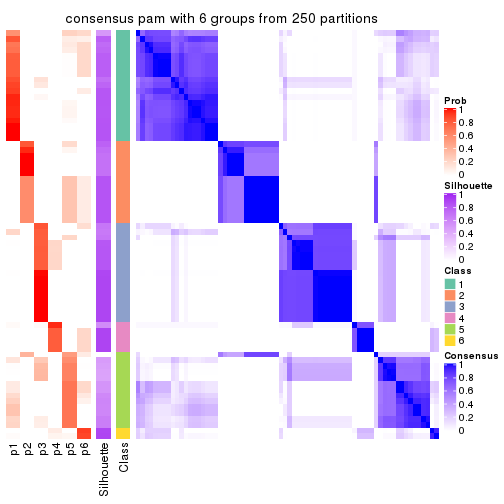 consensus pam with 6 groups from 250 partitions
Prob
1
0.8
0.6
0.4
0.2
0
Silhouette
1
0.8
0.6
0.4
0.2
0
Class
1
2
3
4
5
6
Consensus
1
0.8
0.6
0.4
0.2
0
p1
p2
p3
p4
p5
p6
Silhouette
Class